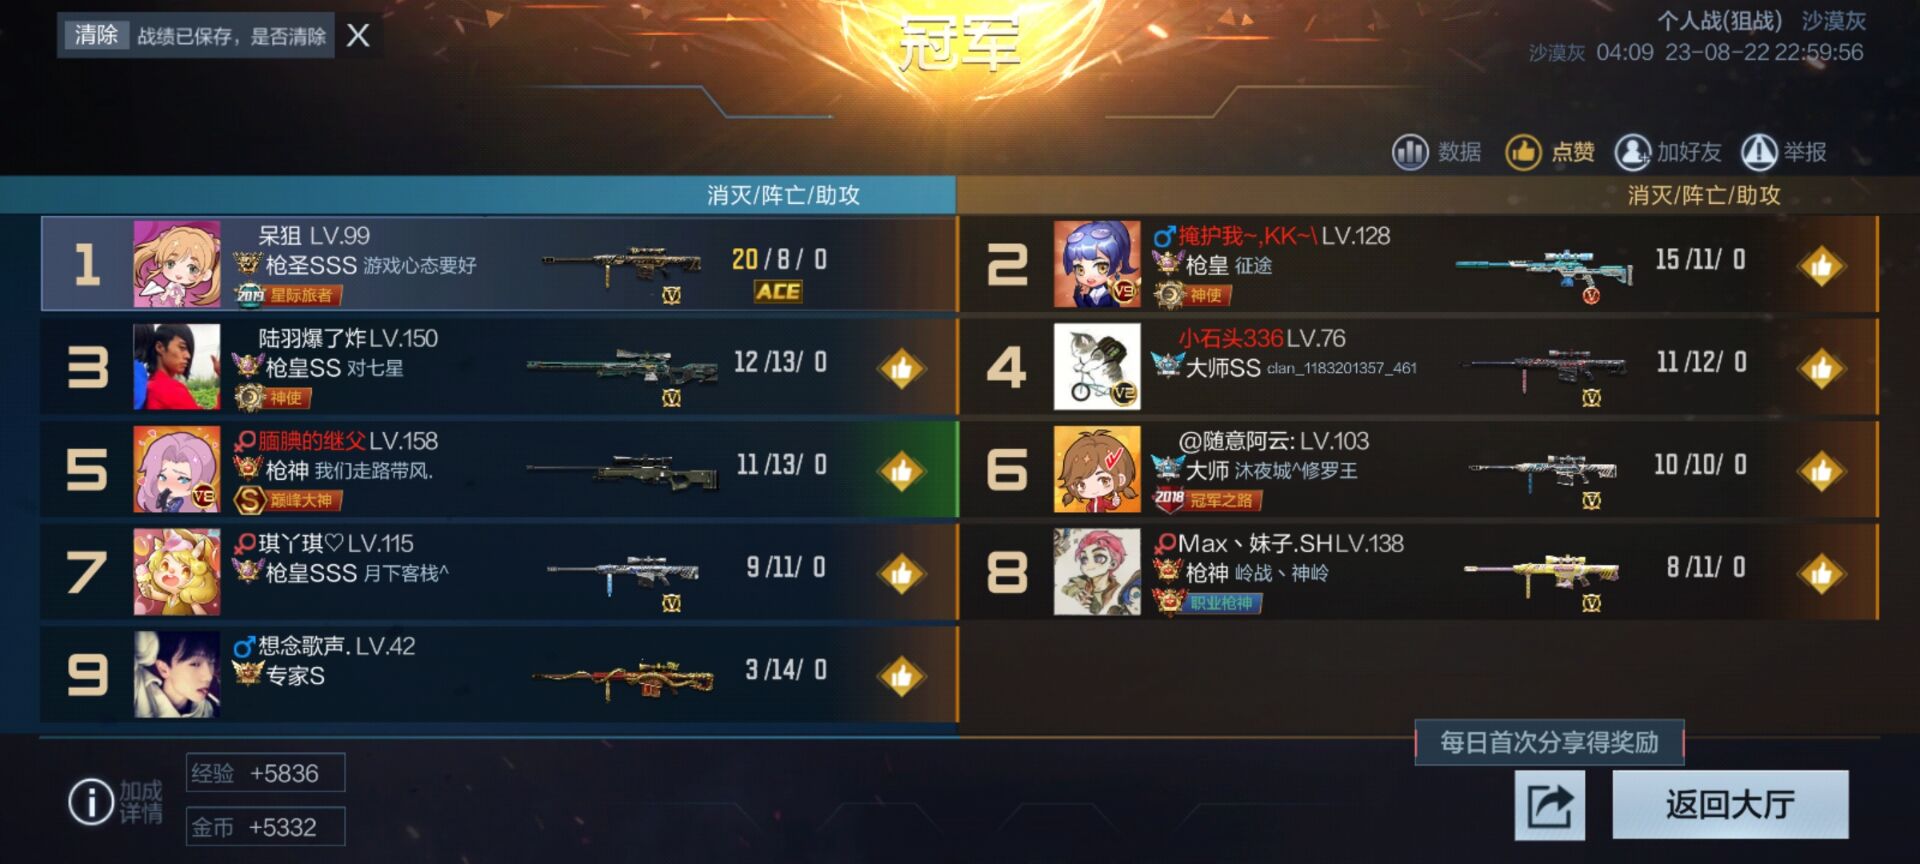 清除 战绩已保存，是否清除 X
冠军
个人战(狙战) 沙漠灰
沙漠灰 04:09 23-08-22 22:59:56
数据 点赞 加好友 举报
消灭/阵亡/助攻
消灭/阵亡/助攻
1
呆狙 LV.99
枪圣SSS 游戏心态要好
2019 星际旅者
20/8/0
ACE
2
掩护我~,KK~\LV.128
枪皇 征途
V9
神使
15/11/0
3
陆羽爆了炸LV.150
枪皇SS 对七星
神使
12/13/0
4
小石头336LV.76
大师SS clan_1183201357_461
V2
11/12/0
5
腼腆的继父LV.158
枪神 我们走路带风.
S 巅峰大神
11/13/0
6
@随意阿云:LV.103
大师 沐夜城^修罗王
2018 冠军之路
10/10/0
7
琪丫琪♡LV.115
枪皇SSS 月下客栈^
9/11/0
8
Max丶妹子.SHLV.138
枪神 岭战丶神岭
职业枪神
8/11/0
9
想念歌声.LV.42
专家S
3/14/0
每日首次分享得奖励
加成
详情
经验 +5836
金币 +5332
返回大厅